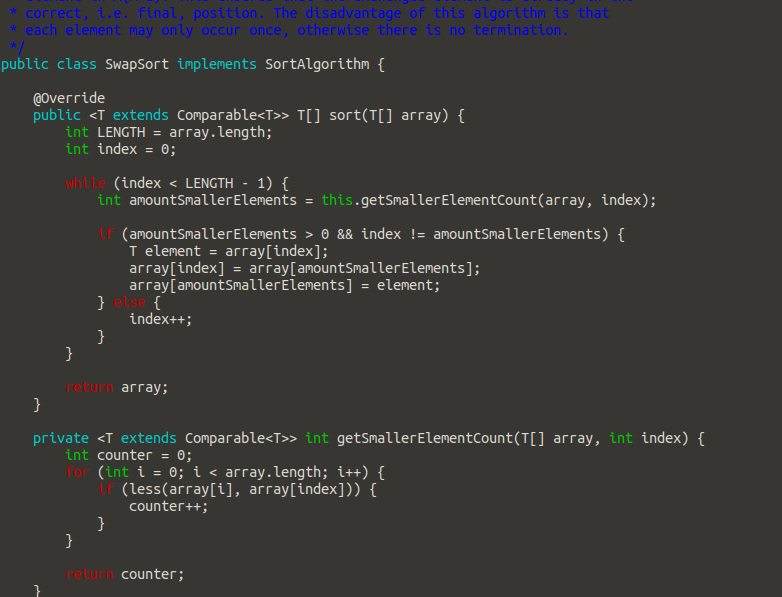 * correct, i.e. final, position. The disadvantage of this algorithm is that
 * each element may only occur once, otherwise there is no termination.
 */
public class SwapSort implements SortAlgorithm {

    @Override
    public <T extends Comparable<T>> T[] sort(T[] array) {
        int LENGTH = array.length;
        int index = 0;

        while (index < LENGTH - 1) {
            int amountSmallerElements = this.getSmallerElementCount(array, index);

            if (amountSmallerElements > 0 && index != amountSmallerElements) {
                T element = array[index];
                array[index] = array[amountSmallerElements];
                array[amountSmallerElements] = element;
            } else {
                index++;
            }
        }

        return array;
    }

    private <T extends Comparable<T>> int getSmallerElementCount(T[] array, int index) {
        int counter = 0;
        for (int i = 0; i < array.length; i++) {
            if (less(array[i], array[index])) {
                counter++;
            }
        }

        return counter;
    }